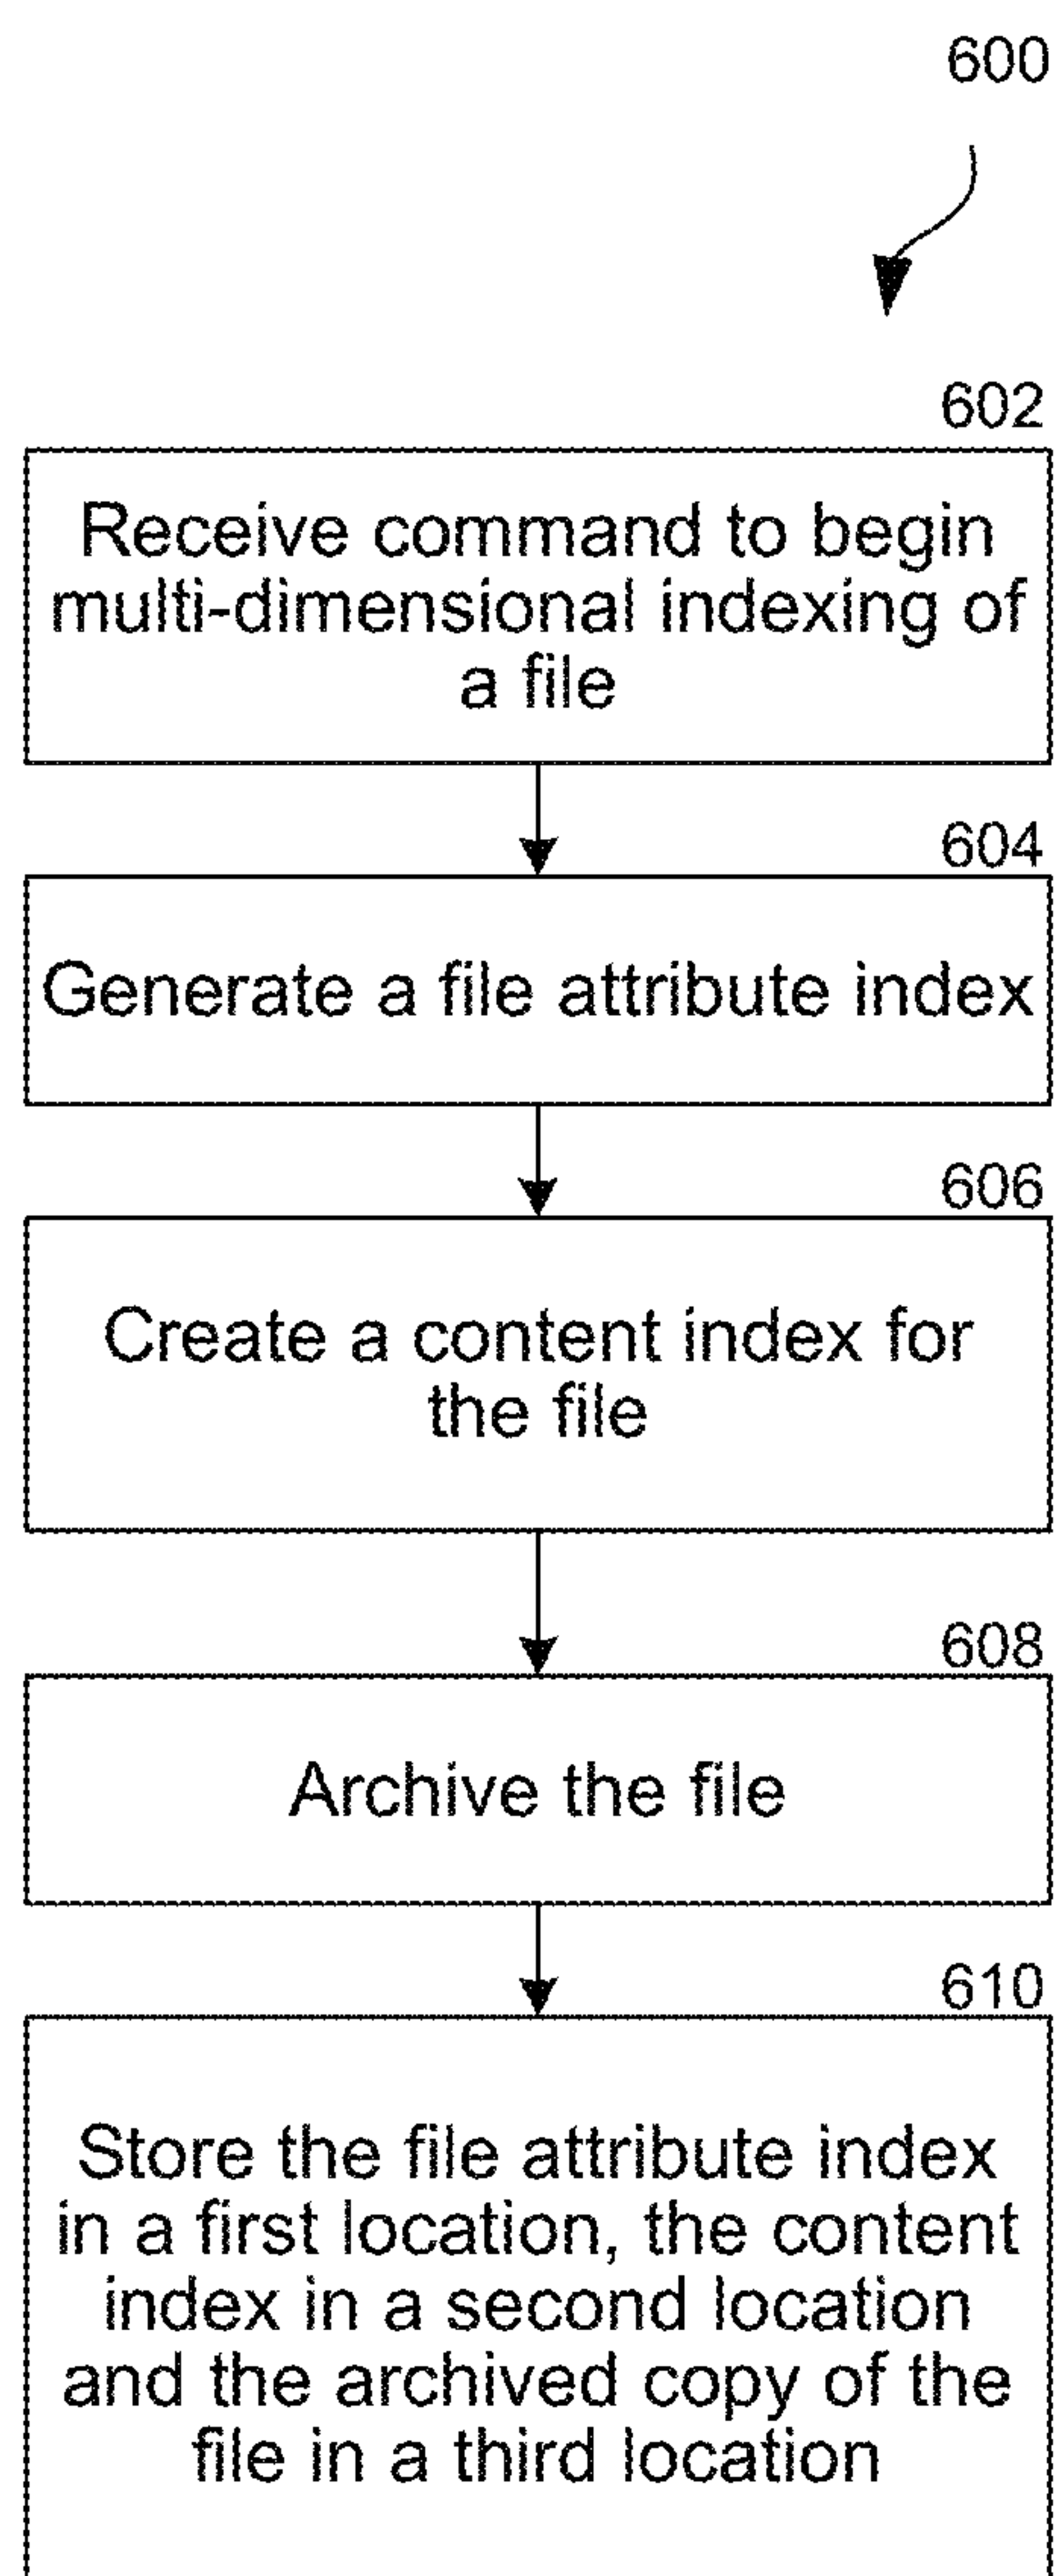 600
602
Receive command to begin
multi-dimensional indexing of
a file
604
Generate a file attribute index
606
Create a content index for
the file
608
Archive the file
610
Store the file attribute index
in a first location, the content
index in a second location
and the archived copy of the
file in a third location